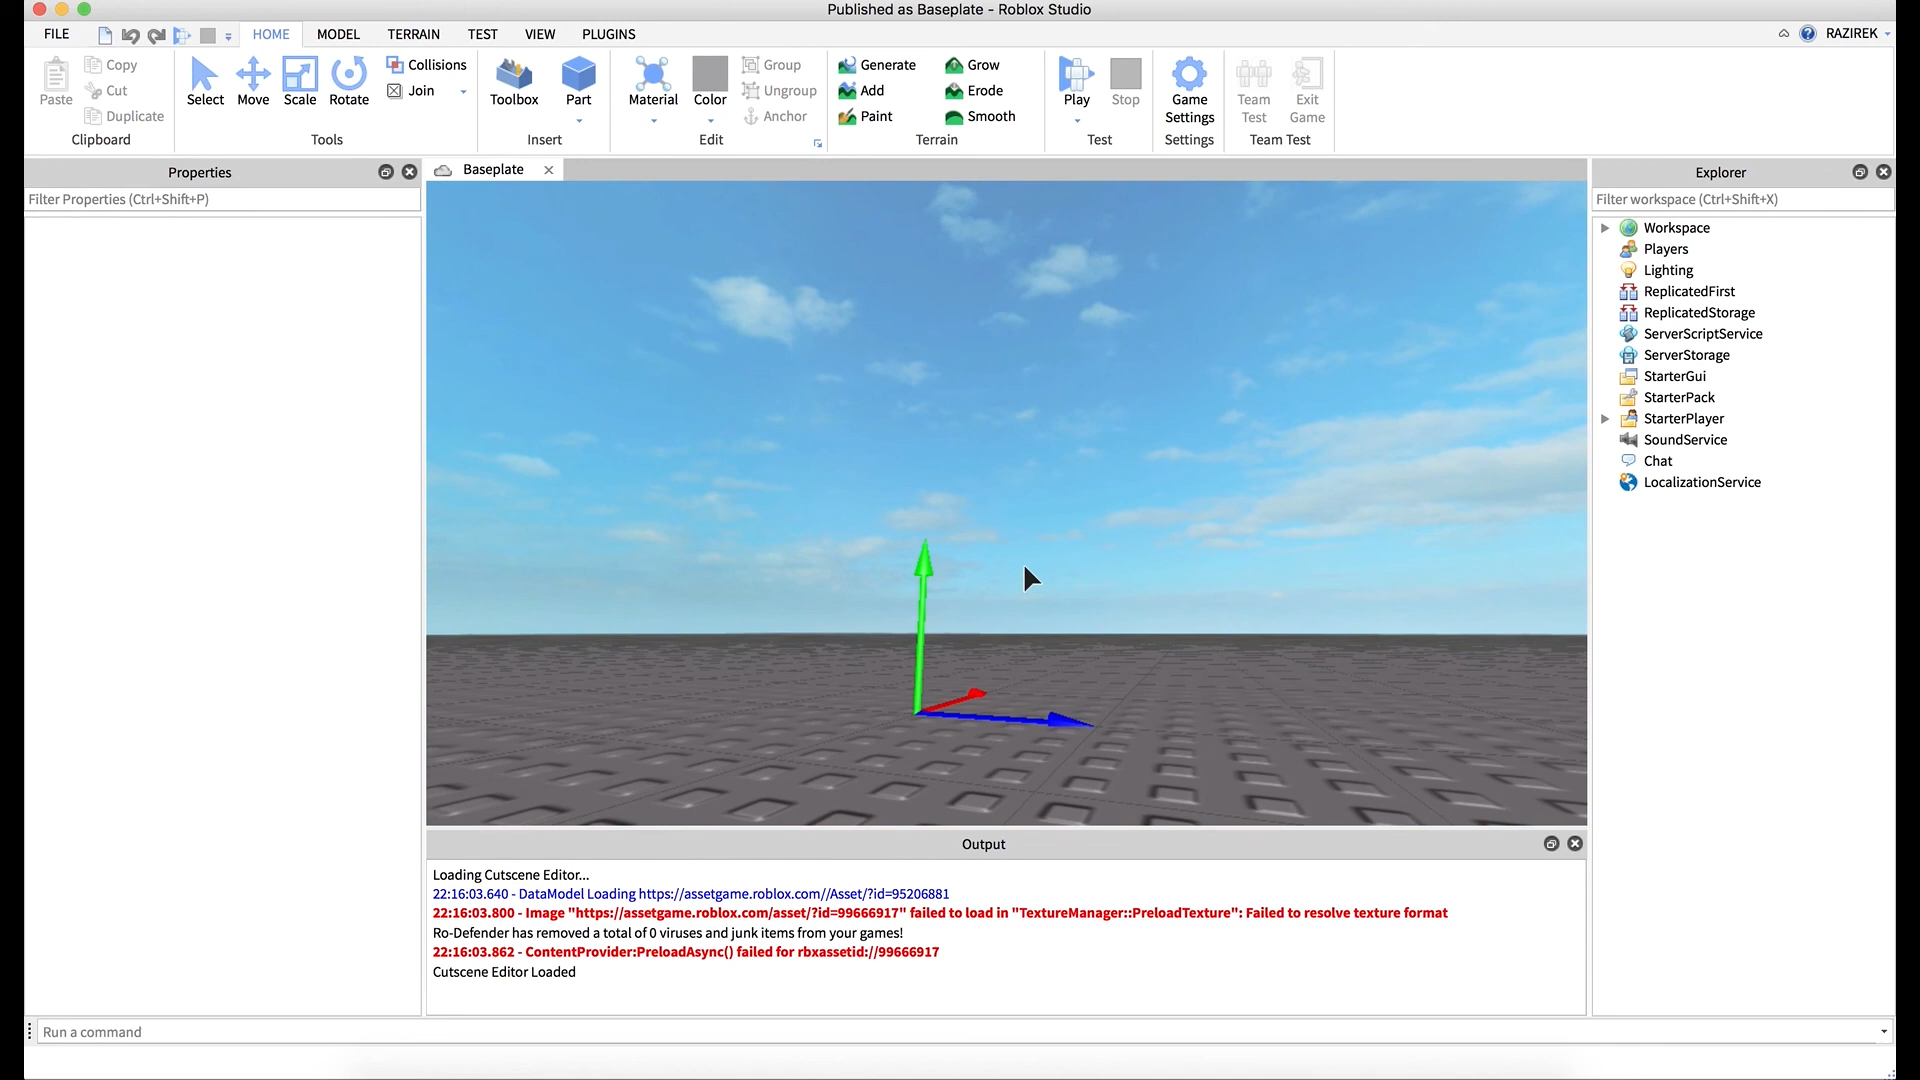 Published as Baseplate - Roblox Studio
FILE HOME MODEL TERRAIN TEST VIEW PLUGINS RAZIREK
Paste
Copy
Cut
Duplicate
Clipboard
Select
Move
Scale
Rotate
Collisions
Join
Tools
Toolbox
Part
Insert
Material
Color
Group
Ungroup
Anchor
Edit
Generate
Add
Paint
Grow
Erode
Smooth
Terrain
Play
Stop
Test
Game
Settings
Settings
Team
Test
Exit
Game
Team Test
Properties
Filter Properties (Ctrl+Shift+P)
Baseplate
Explorer
Filter workspace (Ctrl+Shift+X)
Workspace
Players
Lighting
ReplicatedFirst
ReplicatedStorage
ServerScriptService
ServerStorage
StarterGui
StarterPack
StarterPlayer
SoundService
Chat
LocalizationService
Output
Loading Cutscene Editor...
22:16:03.640 - DataModel Loading https://assetgame.roblox.com//Asset/?id=95206881
22:16:03.800 - Image "https://assetgame.roblox.com/asset/?id=99666917" failed to load in "TextureManager::PreloadTexture": Failed to resolve texture format
Ro-Defender has removed a total of 0 viruses and junk items from your games!
22:16:03.862 - ContentProvider:PreloadAsync() failed for rbxassetid://99666917
Cutscene Editor Loaded
Run a command